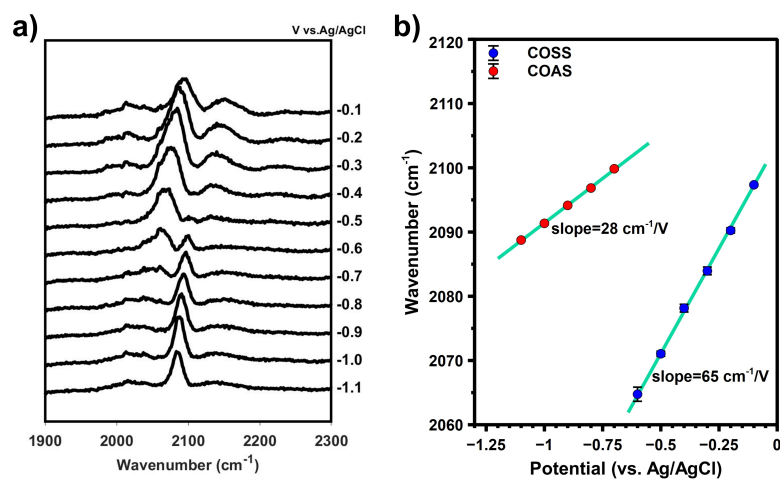 a)
V vs.Ag/AgCl
-0.1
-0.2
-0.3
-0.4
-0.5
-0.6
-0.7
-0.8
-0.9
-1.0
-1.1
1900 2000 2100 2200 2300
Wavenumber (cm⁻¹)
b)
COSS
COAS
2120
2110
2100
2090
2080
2070
2060
Wavenumber (cm⁻¹)
slope=28 cm⁻¹/V
slope=65 cm⁻¹/V
−1.25 −1 −0.75 −0.5 −0.25 0
Potential (vs. Ag/AgCl)